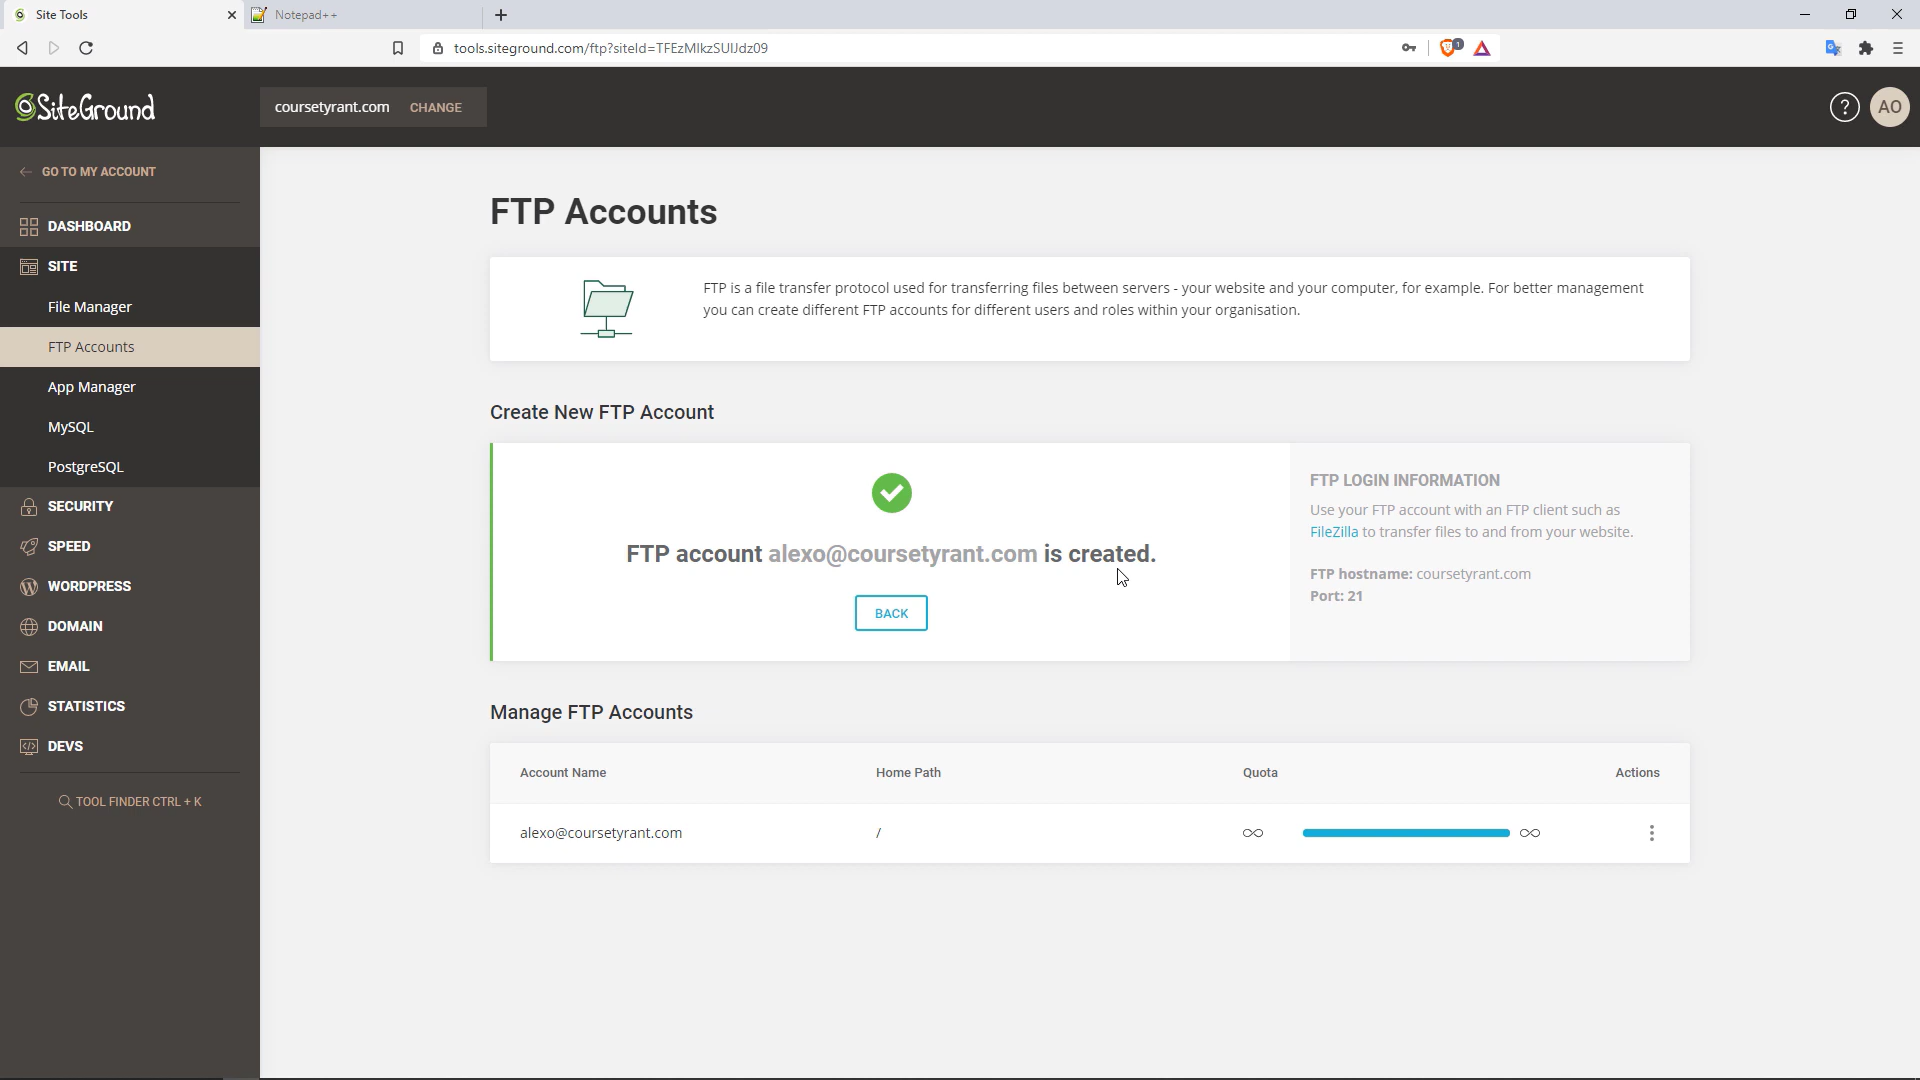 Site Tools
Notepad++
tools.siteground.com/ftp?siteId=TFEzMlkzSUlJdz09
1
SiteGround
coursetyrant.com CHANGE
?
AO
GO TO MY ACCOUNT
DASHBOARD
SITE
File Manager
FTP Accounts
App Manager
MySQL
PostgreSQL
SECURITY
SPEED
WORDPRESS
DOMAIN
EMAIL
STATISTICS
DEVS
TOOL FINDER CTRL + K
FTP Accounts
FTP is a file transfer protocol used for transferring files between servers - your website and your computer, for example. For better management
you can create different FTP accounts for different users and roles within your organisation.
Create New FTP Account
FTP account alexo@coursetyrant.com is created.
BACK
FTP LOGIN INFORMATION
Use your FTP account with an FTP client such as
FileZilla to transfer files to and from your website.
FTP hostname: coursetyrant.com
Port: 21
Manage FTP Accounts
Account Name Home Path Quota Actions
alexo@coursetyrant.com / ∞ ∞